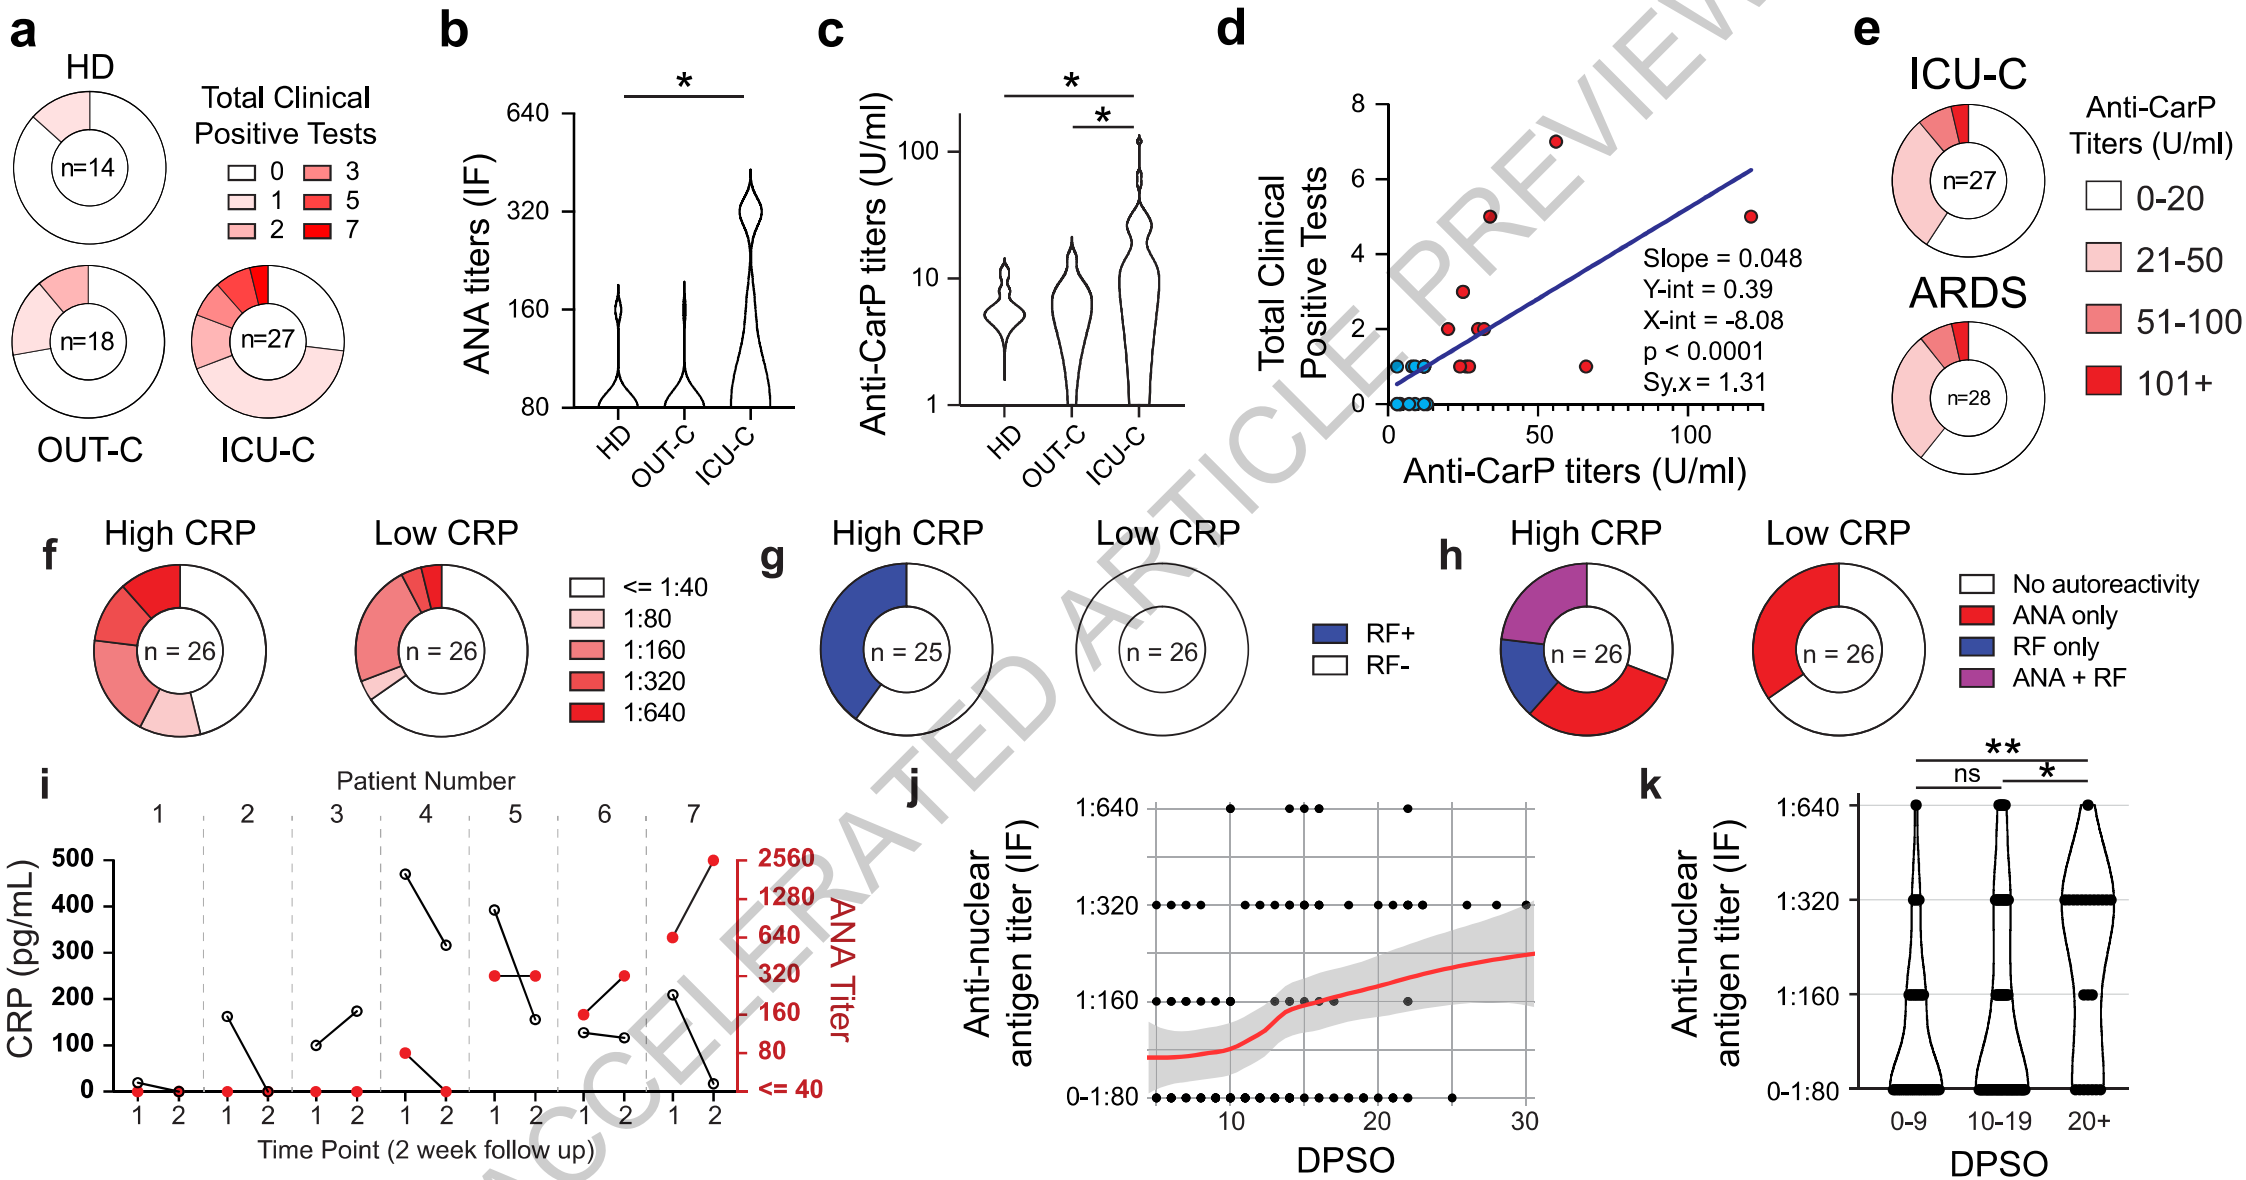 a
HD
n=14
Total Clinical
Positive Tests
0 3
1 5
2 7
n=18
n=27
OUT-C
ICU-C
b
*
ANA titers (IF)
640
320
160
80
HD
OUT-C
ICU-C
c
*
*
Anti-CarP titers (U/ml)
100
10
1
HD
OUT-C
ICU-C
d
Total Clinical
Positive Tests
8
6
4
2
0
Slope = 0.048
Y-int = 0.39
X-int = -8.08
p < 0.0001
Sy.x = 1.31
0 50 100
Anti-CarP titers (U/ml)
e
ICU-C
n=27
ARDS
n=28
Anti-CarP
Titers (U/ml)
0-20
21-50
51-100
101+
f
High CRP
n = 26
Low CRP
n = 26
<= 1:40
1:80
1:160
1:320
1:640
g
High CRP
n = 25
Low CRP
n = 26
RF+
RF-
h
High CRP
n = 26
Low CRP
n = 26
No autoreactivity
ANA only
RF only
ANA + RF
i
Patient Number
1 2 3 4 5 6 7
CRP (pg/mL)
500
400
300
200
100
0
2560
1280
640
320
160
80
<= 40
ANA Titer
1 2 1 2 1 2 1 2 1 2 1 2 1 2
Time Point (2 week follow up)
j
Anti-nuclear
antigen titer (IF)
1:640
1:320
1:160
0-1:80
10 20 30
DPSO
k
**
ns
*
Anti-nuclear
antigen titer (IF)
1:640
1:320
1:160
0-1:80
0-9 10-19 20+
DPSO
ACCELERATED ARTICLE PREVIEW